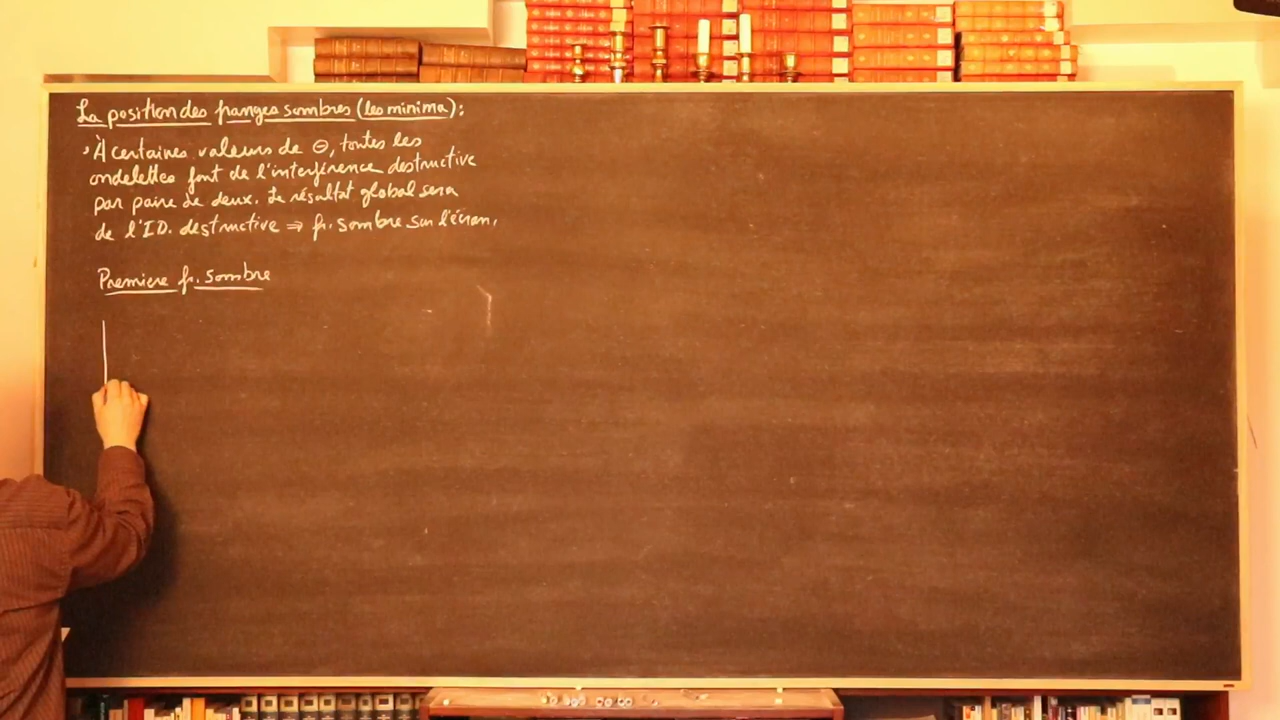 La position des franges sombres (les minima) :
• À certaines valeurs de θ, toutes les
ondelettes font de l'interférence destructive
par paire de deux. Le résultat global sera
de l'I.D. destructive ⇒ fr. sombre sur l'écran.
Première fr. sombre